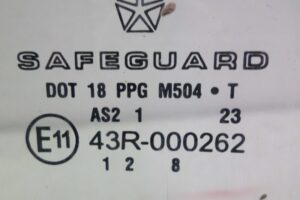 SAFEGUARD
DOT 18 PPG M504 • T
AS2 1 23
E11 43R-000262
1 2 8